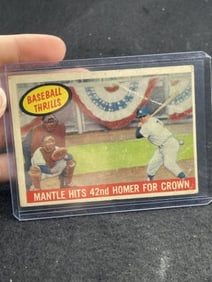 BASEBALL
THRILLS
MANTLE HITS 42nd HOMER FOR CROWN